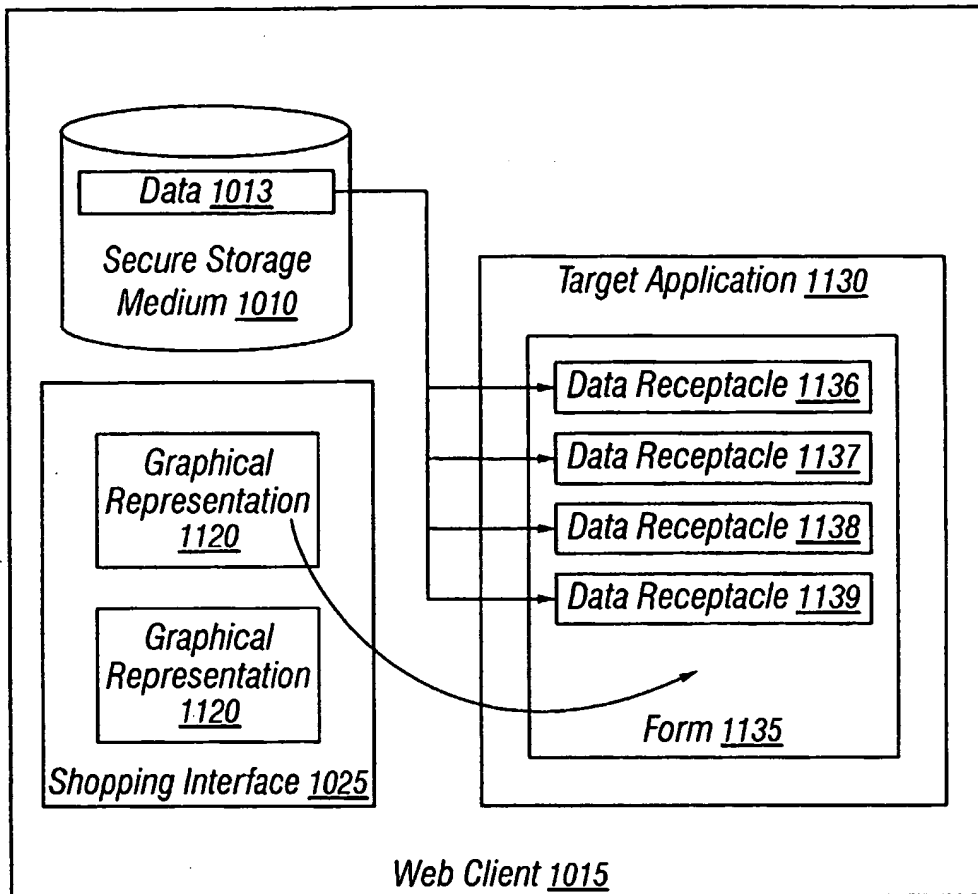 Data 1013
Secure Storage
Medium 1010
Target Application 1130
Data Receptacle 1136
Data Receptacle 1137
Data Receptacle 1138
Data Receptacle 1139
Form 1135
Graphical
Representation
1120
Graphical
Representation
1120
Shopping Interface 1025
Web Client 1015